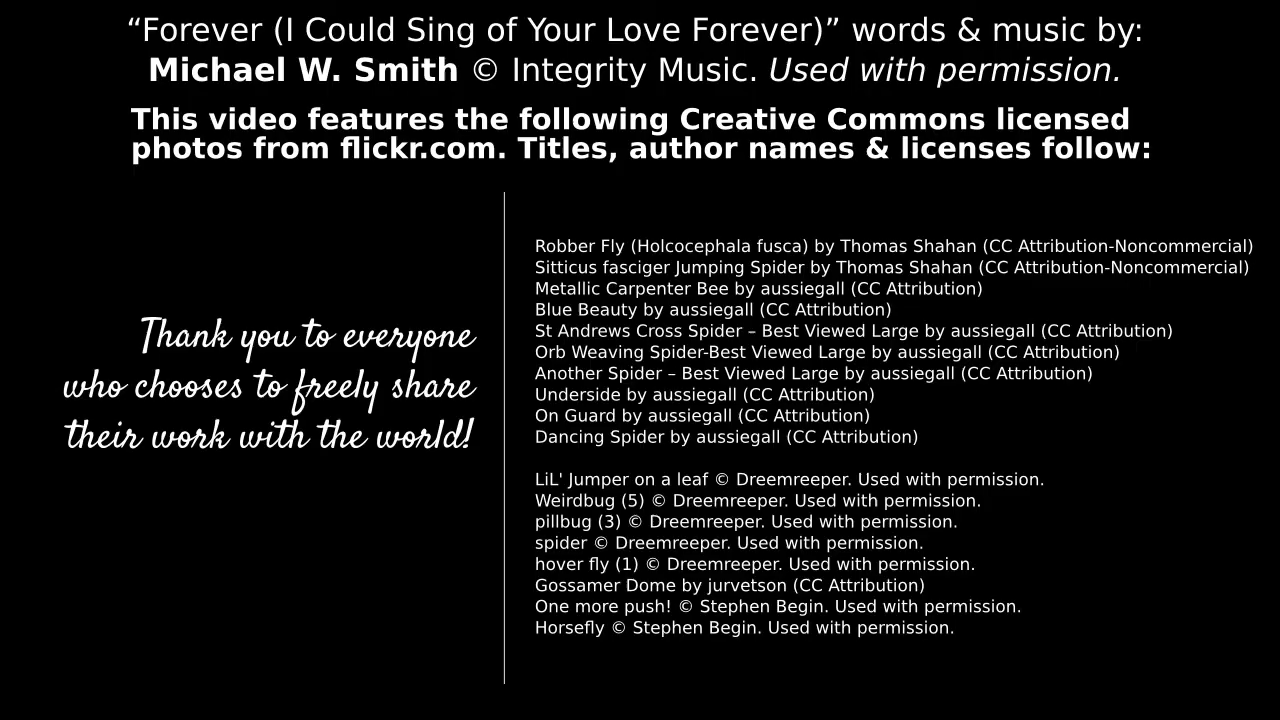 “Forever (I Could Sing of Your Love Forever)” words & music by:
Michael W. Smith © Integrity Music. Used with permission.
This video features the following Creative Commons licensed
photos from flickr.com. Titles, author names & licenses follow:
Thank you to everyone
who chooses to freely share
their work with the world!
Robber Fly (Holcocephala fusca) by Thomas Shahan (CC Attribution-Noncommercial)
Sitticus fasciger Jumping Spider by Thomas Shahan (CC Attribution-Noncommercial)
Metallic Carpenter Bee by aussiegall (CC Attribution)
Blue Beauty by aussiegall (CC Attribution)
St Andrews Cross Spider – Best Viewed Large by aussiegall (CC Attribution)
Orb Weaving Spider-Best Viewed Large by aussiegall (CC Attribution)
Another Spider – Best Viewed Large by aussiegall (CC Attribution)
Underside by aussiegall (CC Attribution)
On Guard by aussiegall (CC Attribution)
Dancing Spider by aussiegall (CC Attribution)
LiL' Jumper on a leaf © Dreemreeper. Used with permission.
Weirdbug (5) © Dreemreeper. Used with permission.
pillbug (3) © Dreemreeper. Used with permission.
spider © Dreemreeper. Used with permission.
hover fly (1) © Dreemreeper. Used with permission.
Gossamer Dome by jurvetson (CC Attribution)
One more push! © Stephen Begin. Used with permission.
Horsefly © Stephen Begin. Used with permission.